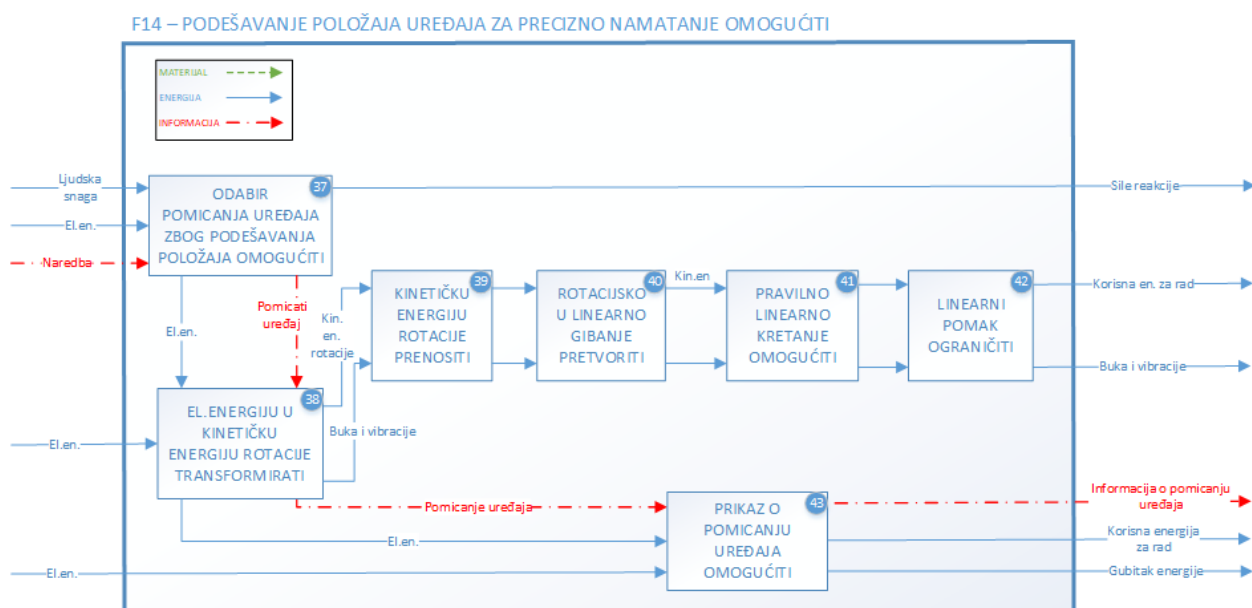 F14 – PODEŠAVANJE POLOŽAJA UREĐAJA ZA PRECIZNO NAMATANJE OMOGUĆITI
MATERIJAL
ENERGIJA
INFORMACIJA
Ljudska
snaga
El.en.
Naredba
37
ODABIR
POMICANJA UREĐAJA
ZBOG PODEŠAVANJA
POLOŽAJA OMOGUĆITI
Sile reakcije
El.en.
Pomicati
uređaj
Kin.
en.
rotacije
39
KINETIČKU
ENERGIJU
ROTACIJE
PRENOSITI
40
ROTACIJSKO
U LINEARNO
GIBANJE
PRETVORITI
Kin.en
41
PRAVILNO
LINEARNO
KRETANJE
OMOGUĆITI
42
LINEARNI
POMAK
OGRANIČITI
Korisna en. za rad
Buka i vibracije
El.en.
38
EL.ENERGIJU U
KINETIČKU
ENERGIJU ROTACIJE
TRANSFORMIRATI
Buka i vibracije
Pomicanje uređaja
El.en.
El.en.
43
PRIKAZ O
POMICANJU
UREĐAJA
OMOGUĆITI
Informacija o pomicanju
uređaja
Korisna energija
za rad
Gubitak energije